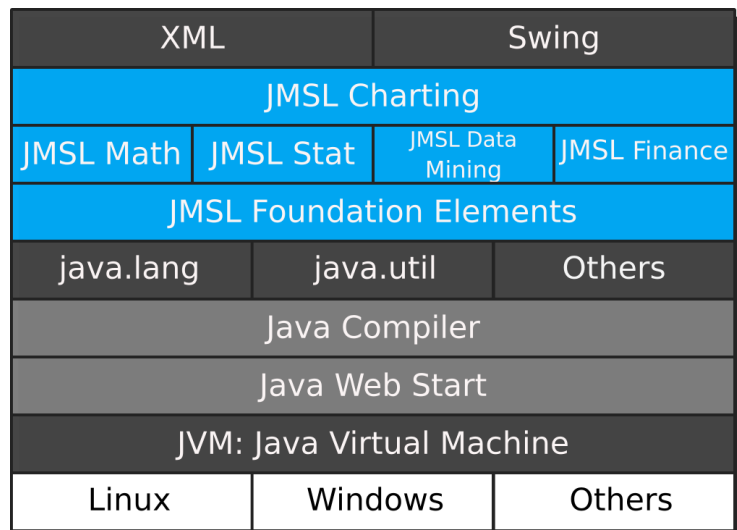 XML
Swing
JMSL Charting
JMSL Math
JMSL Stat
JMSL Data
Mining
JMSL Finance
JMSL Foundation Elements
java.lang
java.util
Others
Java Compiler
Java Web Start
JVM: Java Virtual Machine
Linux
Windows
Others